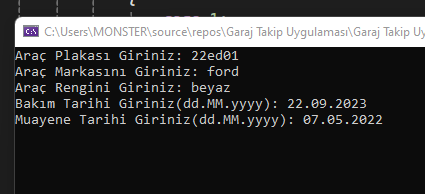 C:\Users\MONSTER\source\repos\Garaj Takip Uygulaması\Garaj Takip Uy
Araç Plakası Giriniz: 22ed01
Araç Markasını Giriniz: ford
Araç Rengini Giriniz: beyaz
Bakım Tarihi Giriniz(dd.MM.yyyy): 22.09.2023
Muayene Tarihi Giriniz(dd.MM.yyyy): 07.05.2022